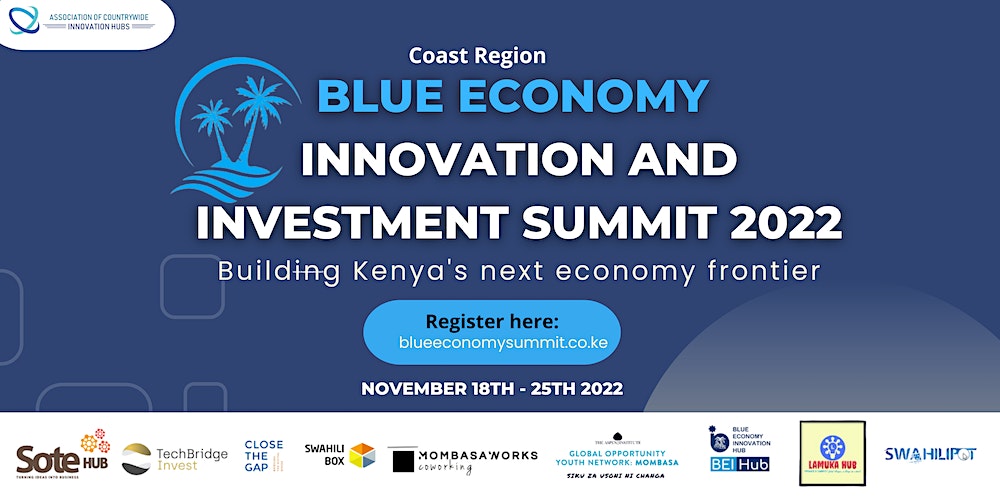 ASSOCIATION OF COUNTRYWIDE
INNOVATION HUBS
Coast Region
BLUE ECONOMY
INNOVATION AND
INVESTMENT SUMMIT 2022
Building Kenya's next economy frontier
Register here:
blueeconomysummit.co.ke
NOVEMBER 18TH - 25TH 2022
Sote HUB
TURNING IDEAS INTO BUSINESS
TechBridge
Invest
CLOSE
THE
GAP
SWAHILI
BOX
MOMBASAWORKS
coworking
THE ASPEN INSTITUTE
GLOBAL OPPORTUNITY
YOUTH NETWORK: MOMBASA
SIKU ZA USONI NI CHANGA
BLUE
ECONOMY
INNOVATION
HUB
BEI Hub
LAMUKA HUB
SWAHILIPOT